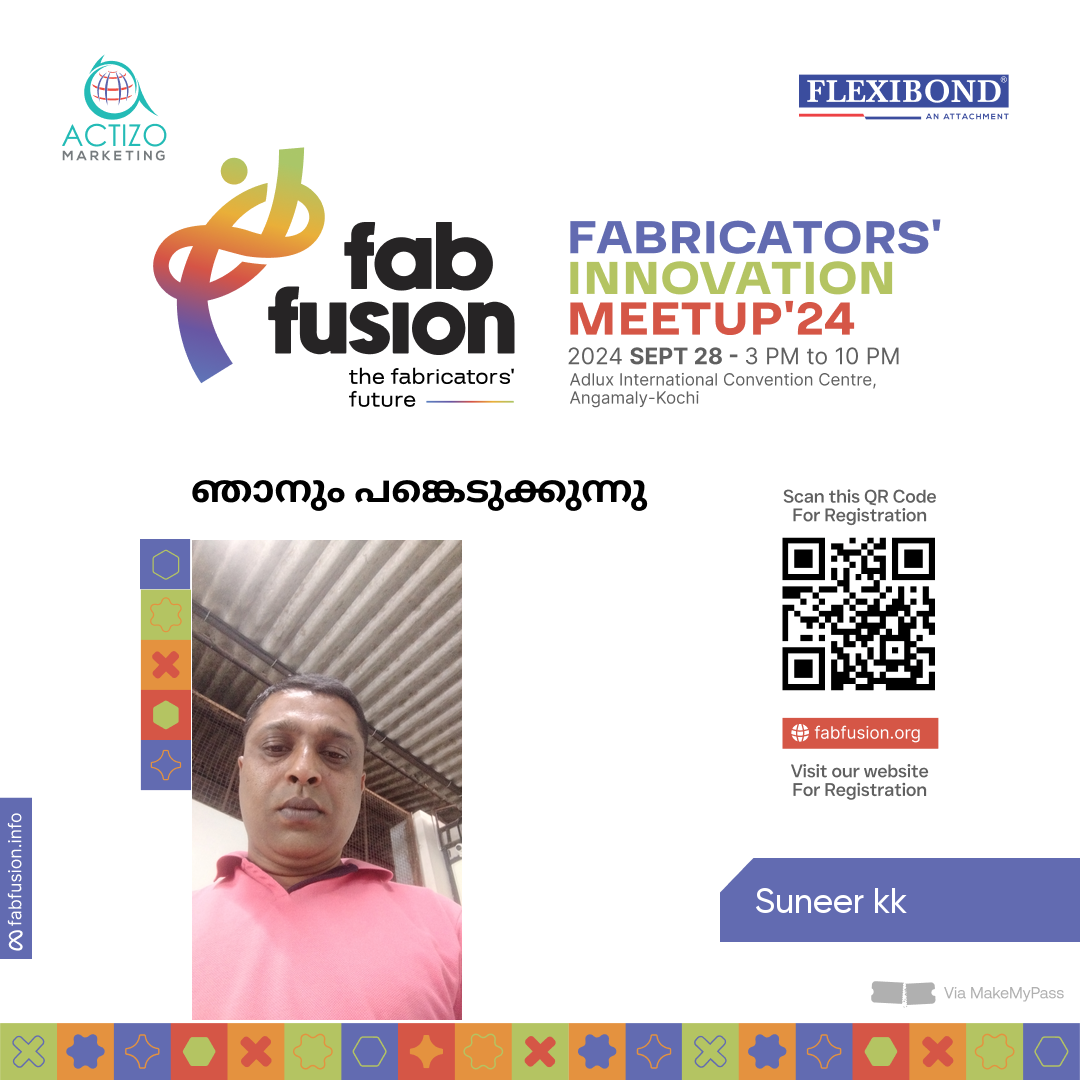 ACTIZO
MARKETING
FLEXIBOND®
AN ATTACHMENT
fab
fusion
the fabricators'
future
FABRICATORS'
INNOVATION
MEETUP'24
2024 SEPT 28 - 3 PM to 10 PM
Adlux International Convention Centre,
Angamaly-Kochi
ഞാനും പങ്കെടുക്കുന്നു
Scan this QR Code
For Registration
fabfusion.org
Visit our website
For Registration
fabfusion.info
Suneer kk
Via MakeMyPass